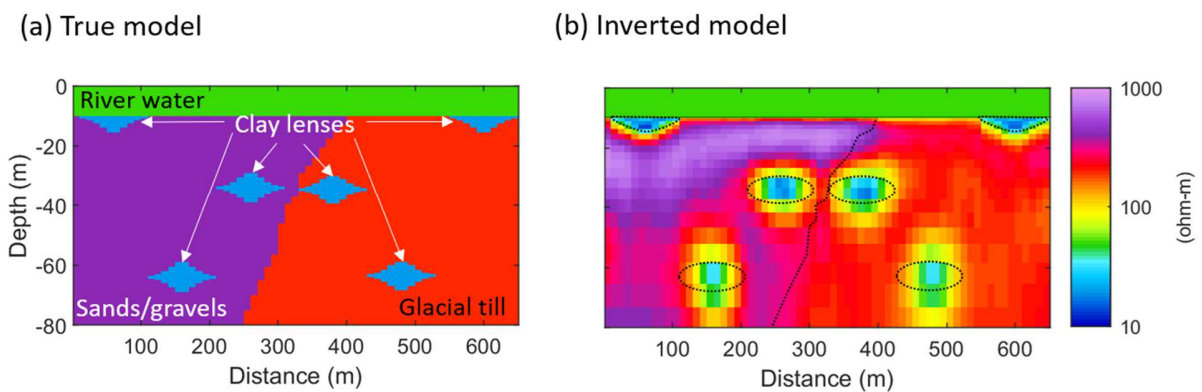 (a) True model
(b) Inverted model
0
-20
-40
-60
-80
Depth (m)
River water
Clay lenses
Sands/gravels
Glacial till
100 200 300 400 500 600
Distance (m)
100 200 300 400 500 600
Distance (m)
1000
100
10
(ohm-m)